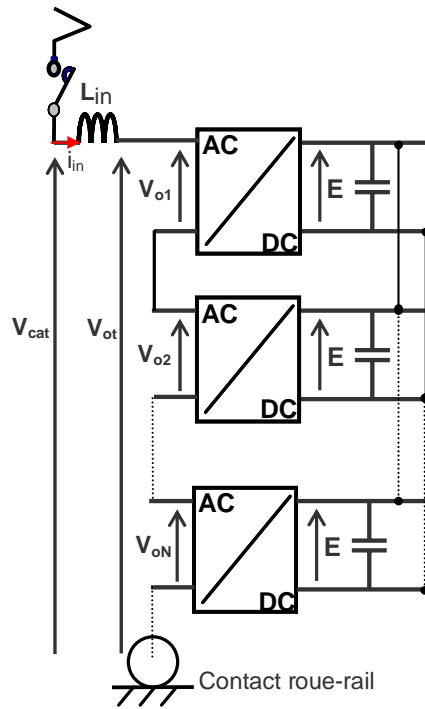 Lin
iin
AC
Vo1
E
DC
Vcat
Vot
AC
Vo2
E
DC
AC
VoN
E
DC
Contact roue-rail